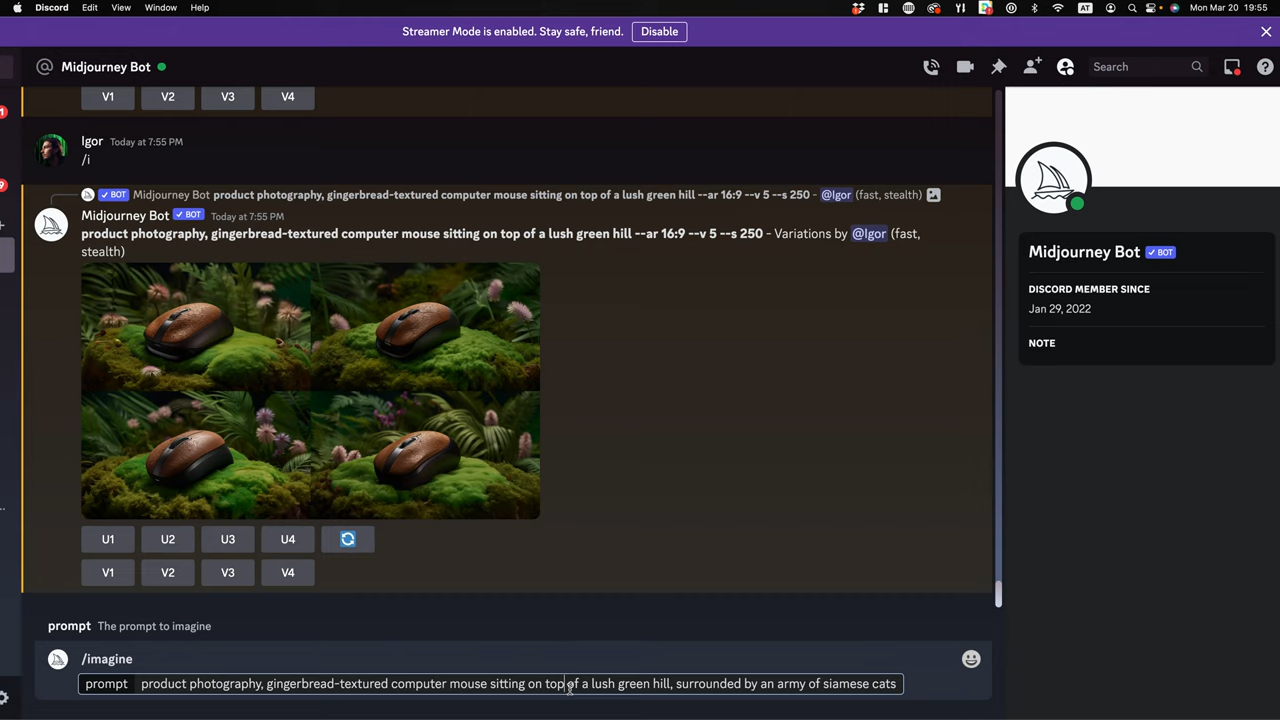 Discord Edit View Window Help AT Mon Mar 20 19:55
Streamer Mode is enabled. Stay safe, friend. Disable
@ Midjourney Bot Search
V1 V2 V3 V4
Igor Today at 7:55 PM
/i
BOT Midjourney Bot product photography, gingerbread-textured computer mouse sitting on top of a lush green hill --ar 16:9 --v 5 --s 250 - @Igor (fast, stealth)
Midjourney Bot BOT Today at 7:55 PM
product photography, gingerbread-textured computer mouse sitting on top of a lush green hill --ar 16:9 --v 5 --s 250 - Variations by @Igor (fast,
stealth)
U1 U2 U3 U4
V1 V2 V3 V4
prompt The prompt to imagine
/imagine
prompt product photography, gingerbread-textured computer mouse sitting on top of a lush green hill, surrounded by an army of siamese cats
Midjourney Bot BOT
DISCORD MEMBER SINCE
Jan 29, 2022
NOTE